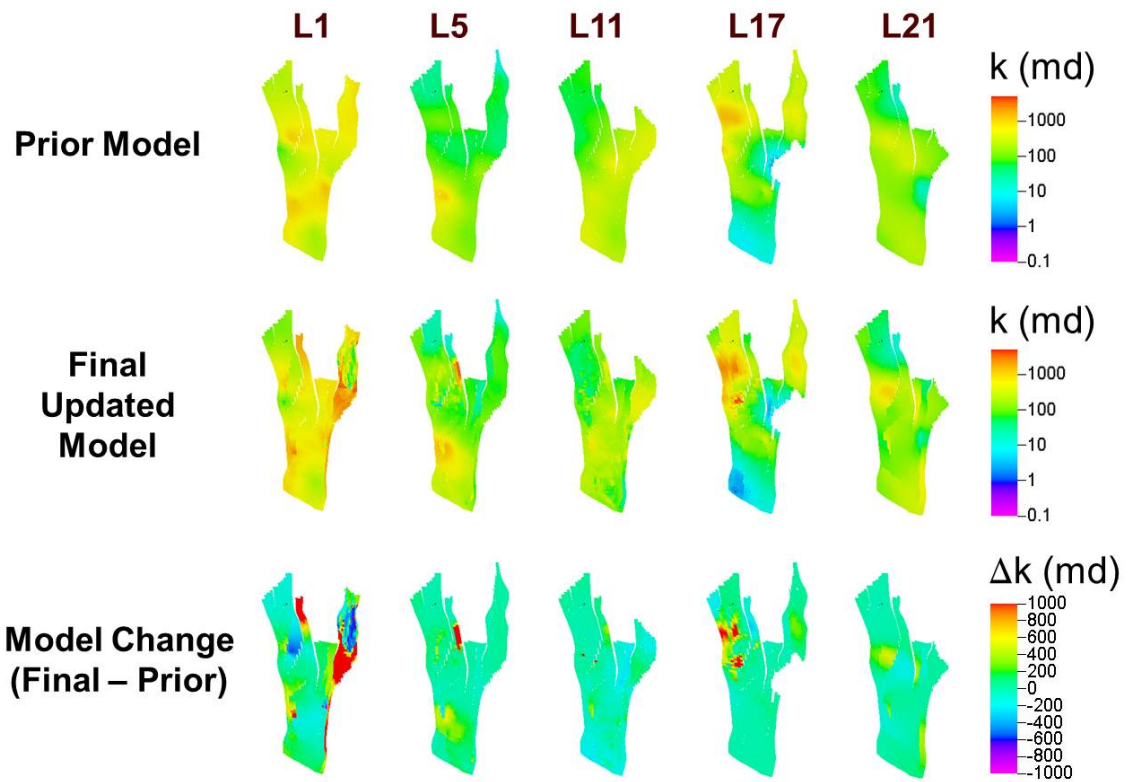 L1 L5 L11 L17 L21
Prior Model
k (md)
1000
100
10
1
0.1
Final
Updated
Model
k (md)
1000
100
10
1
0.1
Model Change
(Final – Prior)
Δk (md)
1000
800
600
400
200
0
-200
-400
-600
-800
-1000